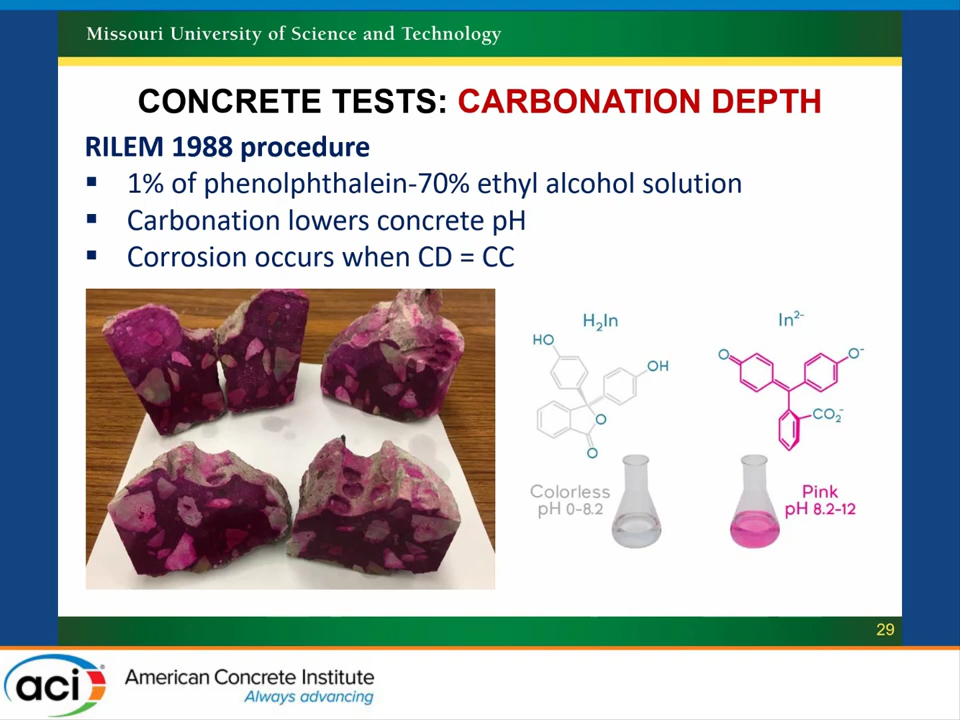 Missouri University of Science and Technology
CONCRETE TESTS: CARBONATION DEPTH
RILEM 1988 procedure
▪ 1% of phenolphthalein-70% ethyl alcohol solution
▪ Carbonation lowers concrete pH
▪ Corrosion occurs when CD = CC
H₂In
HO
OH
O
O
Colorless
pH 0-8.2
In²⁻
O
O⁻
CO₂⁻
Pink
pH 8.2-12
29
aci
American Concrete Institute
Always advancing